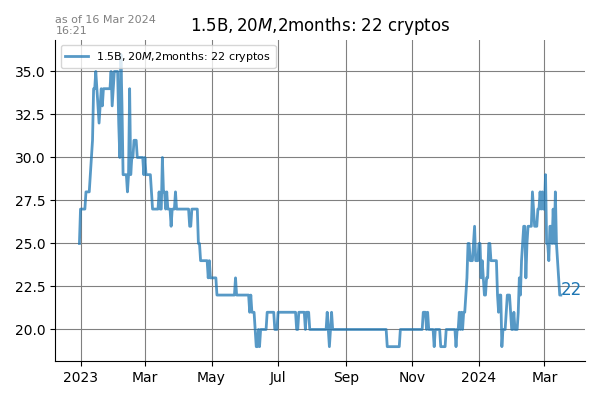 as of 16 Mar 2024
16:21
1.5B, 20M,2months: 22 cryptos
1.5B, 20M,2months: 22 cryptos
35.0
32.5
30.0
27.5
25.0
22.5
20.0
22
2023 Mar May Jul Sep Nov 2024 Mar